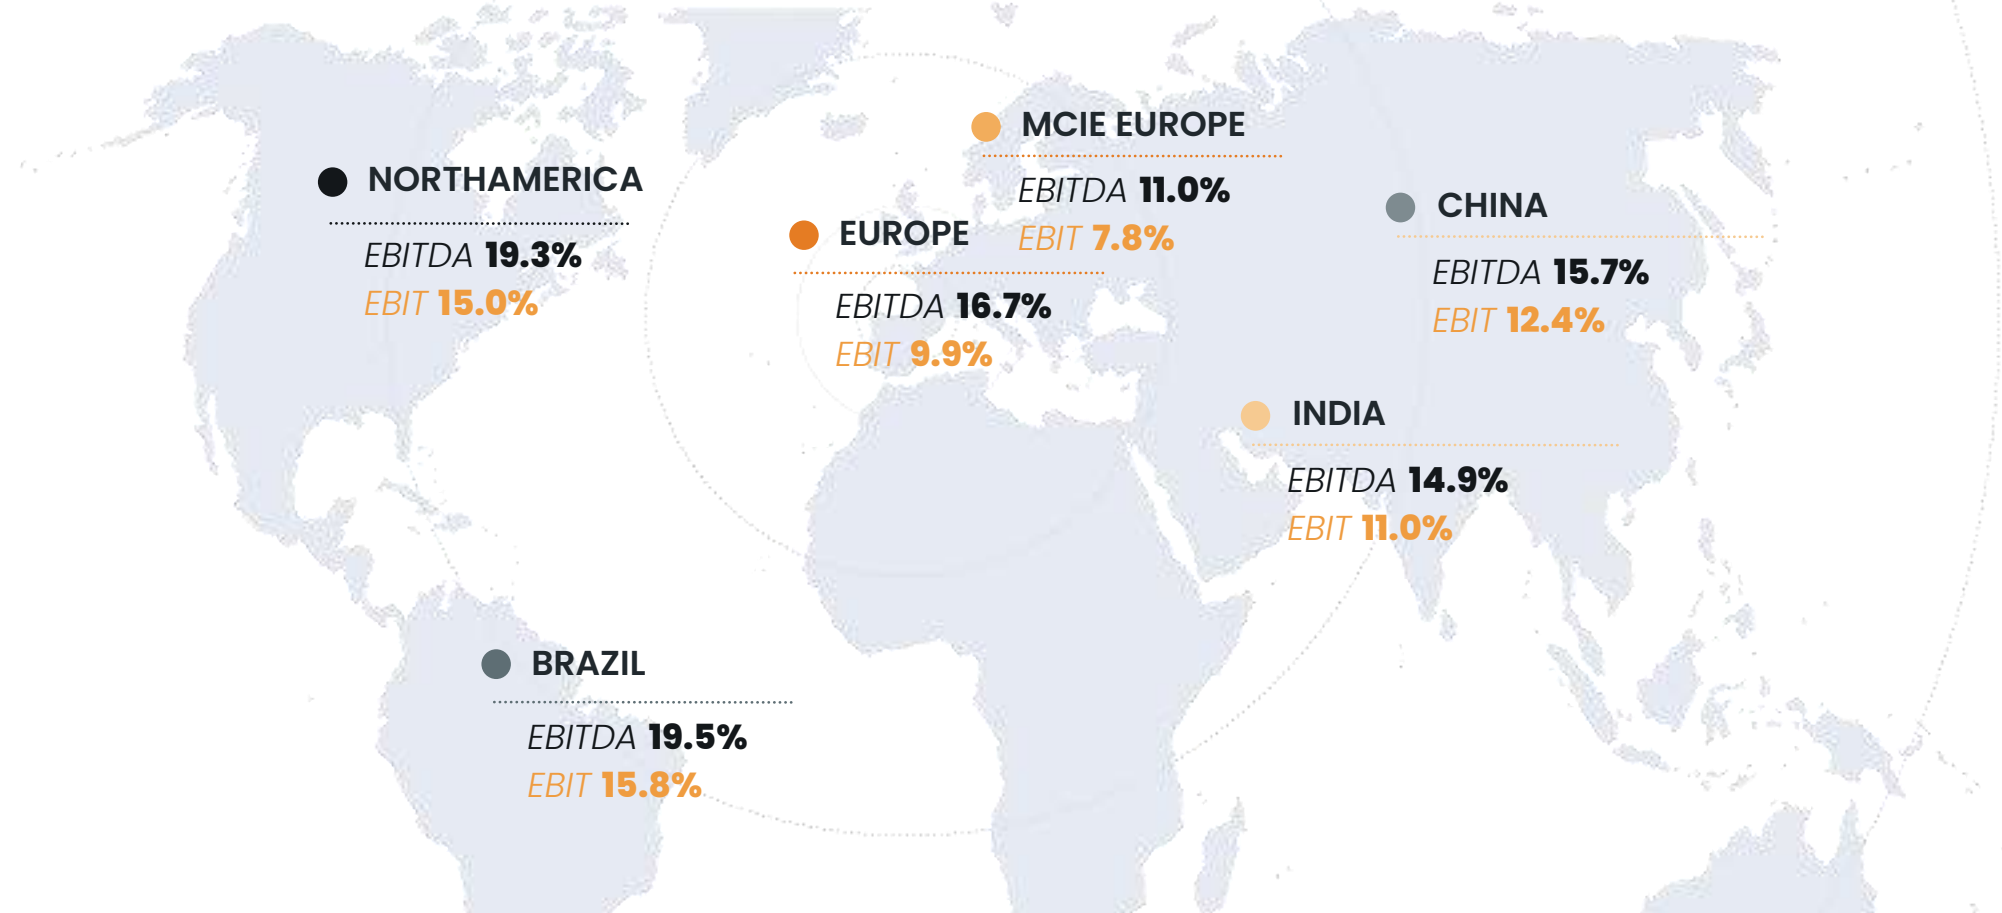 NORTHAMERICA
EBITDA 19.3%
EBIT 15.0%
MCIE EUROPE
EBITDA 11.0%
EBIT 7.8%
EUROPE
EBITDA 16.7%
EBIT 9.9%
CHINA
EBITDA 15.7%
EBIT 12.4%
INDIA
EBITDA 14.9%
EBIT 11.0%
BRAZIL
EBITDA 19.5%
EBIT 15.8%